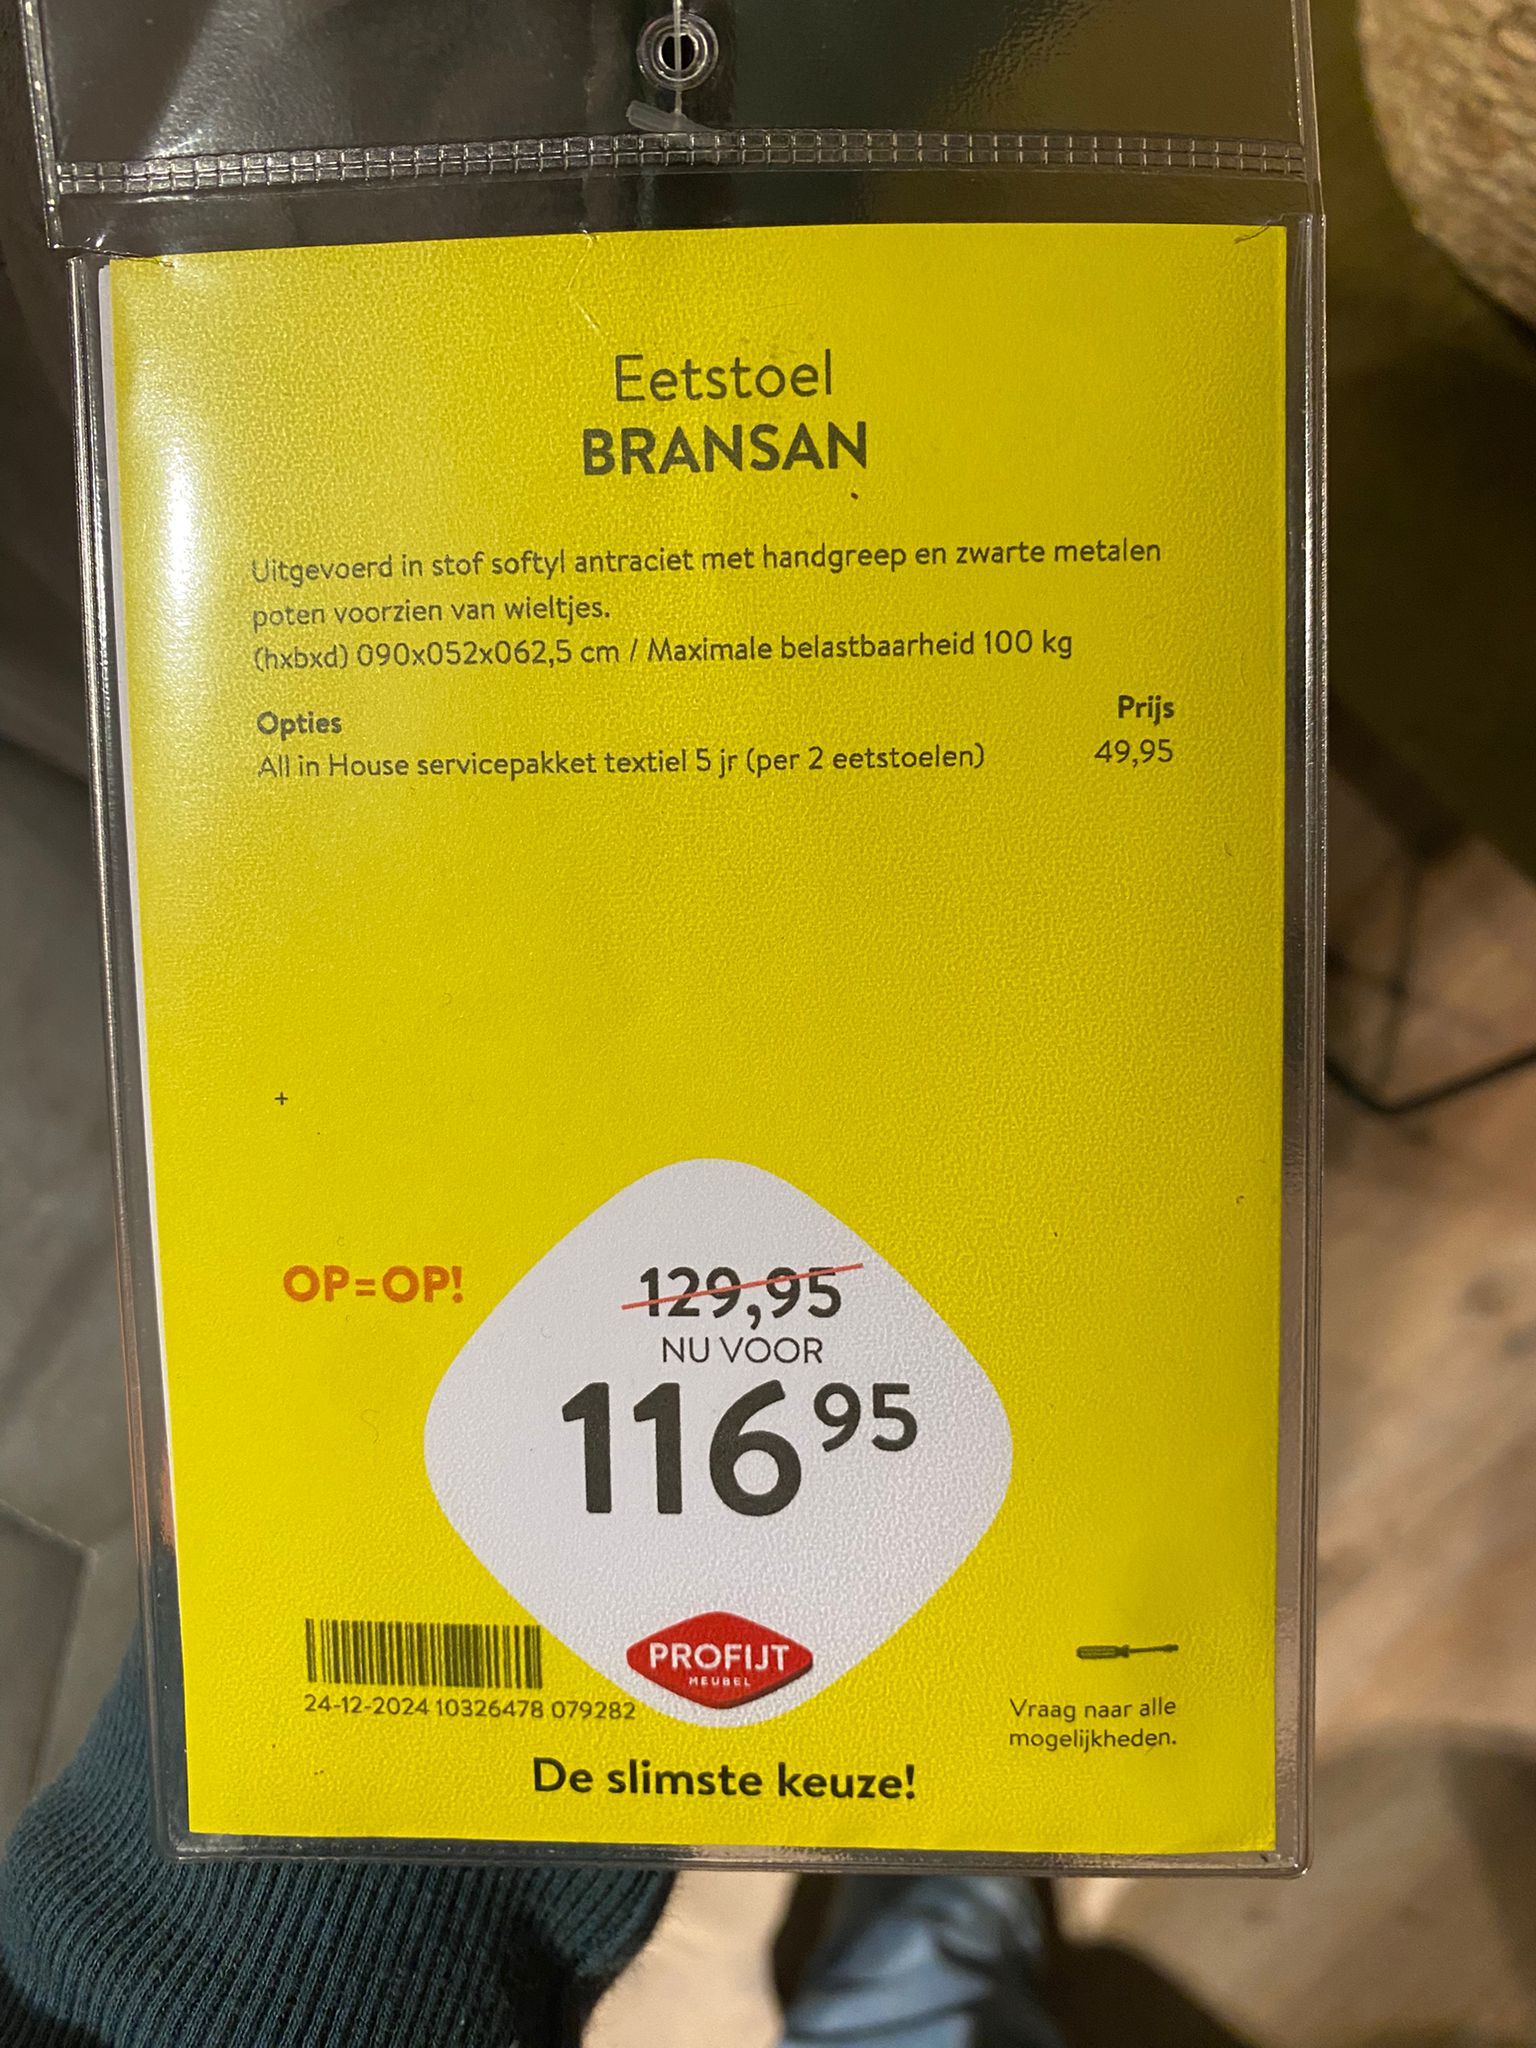 Eetstoel
BRANSAN
Uitgevoerd in stof softyl antraciet met handgreep en zwarte metalen
poten voorzien van wieltjes.
(hxbxd) 090x052x062,5 cm / Maximale belastbaarheid 100 kg
Opties Prijs
All in House servicepakket textiel 5 jr (per 2 eetstoelen) 49,95
+
OP=OP!
129,95
NU VOOR
116 95
PROFIJT
MEUBEL
24-12-2024 10326478 079282
Vraag naar alle
mogelijkheden.
De slimste keuze!